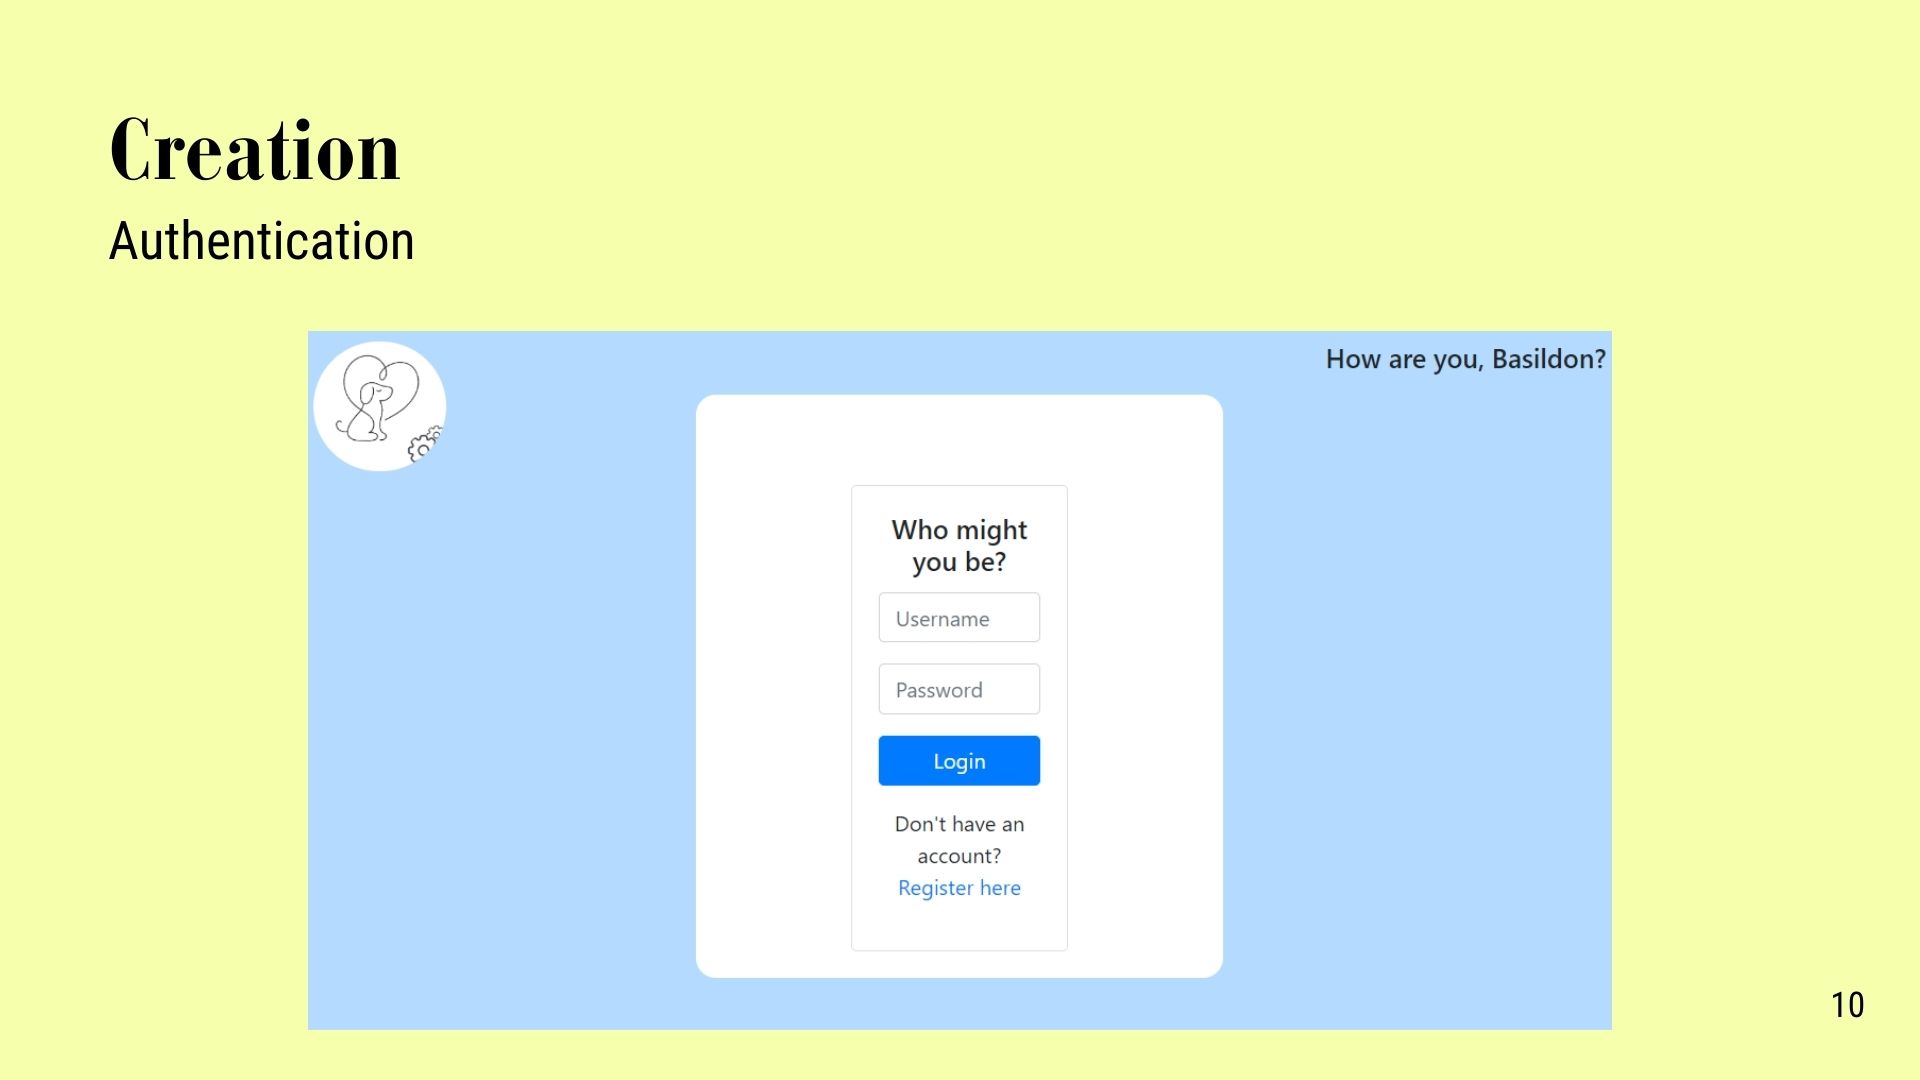 Creation
Authentication
How are you, Basildon?
Who might
you be?
Username
Password
Login
Don't have an
account?
Register here
10